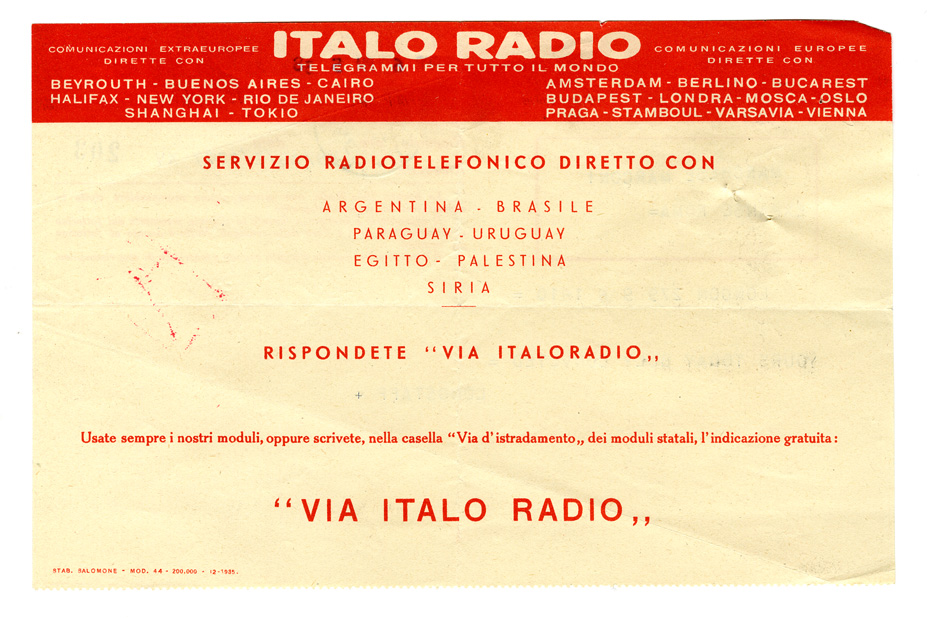 COMUNICAZIONI EXTRAEUROPEE
DIRETTE CON
BEYROUTH - BUENOS AIRES - CAIRO
HALIFAX - NEW YORK - RIO DE JANEIRO
SHANGHAI - TOKIO
ITALO RADIO
TELEGRAMMI PER TUTTO IL MONDO
COMUNICAZIONI EUROPEE
DIRETTE CON
AMSTERDAM - BERLINO - BUCAREST
BUDAPEST - LONDRA - MOSCA - OSLO
PRAGA - STAMBOUL - VARSAVIA - VIENNA
SERVIZIO RADIOTELEFONICO DIRETTO CON
ARGENTINA - BRASILE
PARAGUAY - URUGUAY
EGITTO - PALESTINA
SIRIA
RISPONDETE “VIA ITALORADIO„
Usate sempre i nostri moduli, oppure scrivete, nella casella “Via d'istradamento„ dei moduli statali, l'indicazione gratuita :
“VIA ITALO RADIO„
STAB. SALOMONE - MOD. 44 - 200.000 - 12-1935.